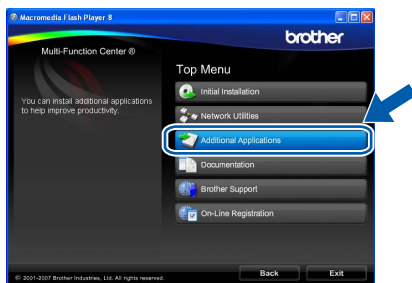 Macromedia Flash Player 8
brother
Multi-Function Center ®
Top Menu
You can install additional applications
to help improve productivity.
Initial Installation
Network Utilities
Additional Applications
Documentation
Brother Support
On-Line Registration
© 2001-2007 Brother Industries, Ltd. All rights reserved.
Back
Exit